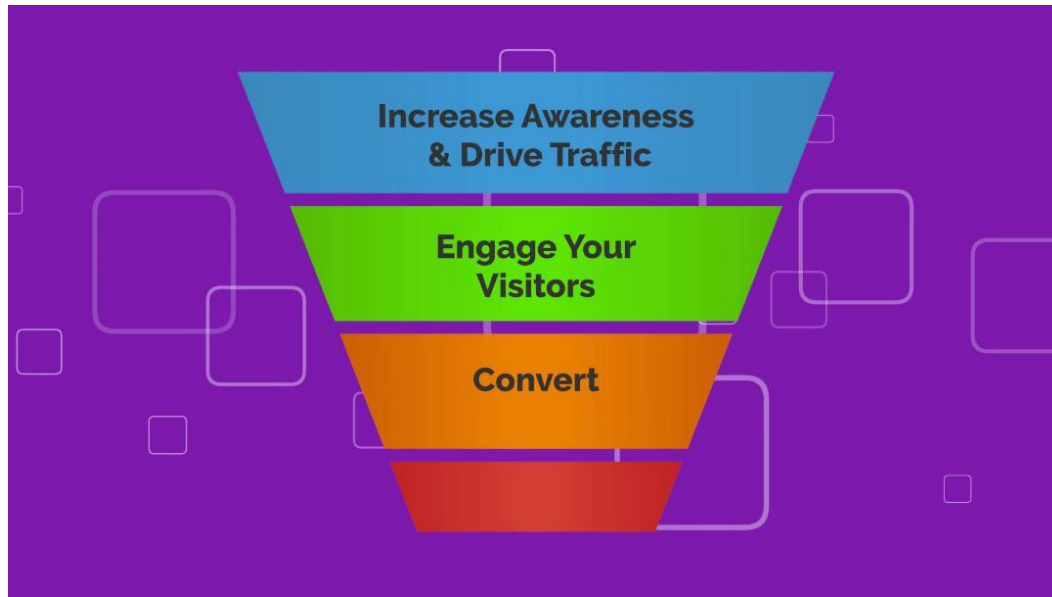 Increase Awareness
& Drive Traffic
Engage Your
Visitors
Convert